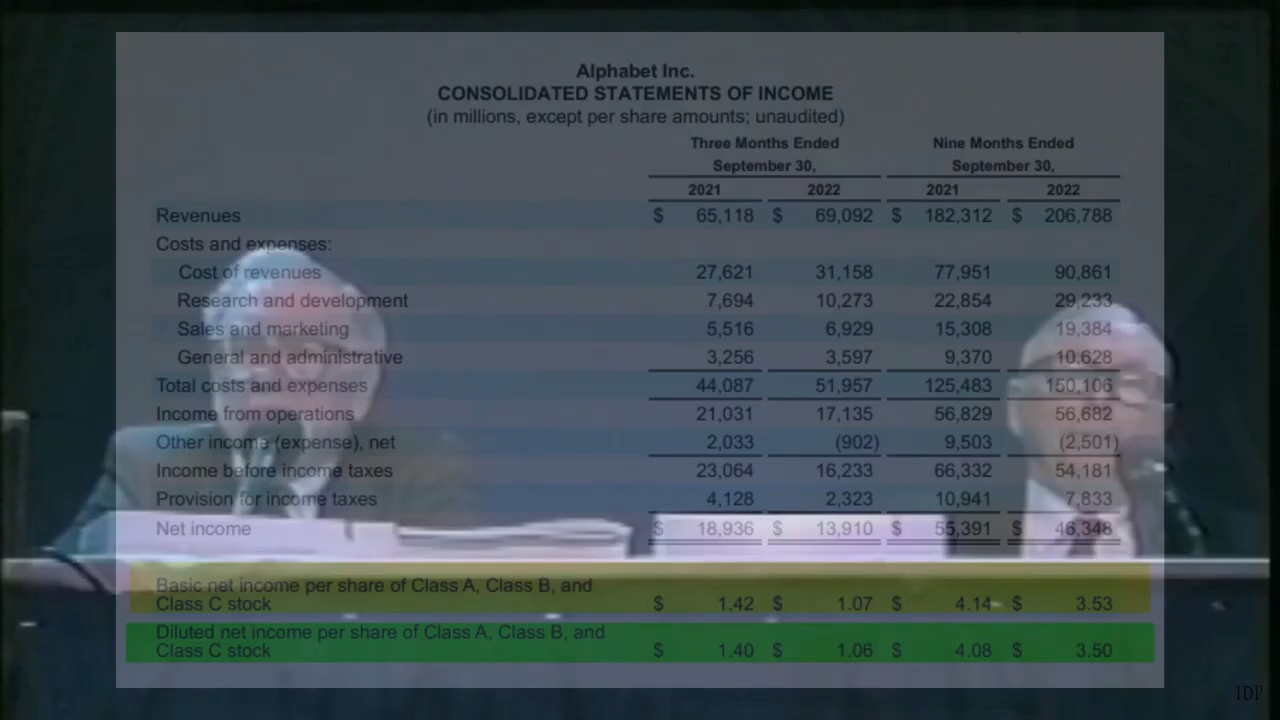 Alphabet Inc.
CONSOLIDATED STATEMENTS OF INCOME
(in millions, except per share amounts; unaudited)
Three Months Ended Nine Months Ended
September 30, September 30,
2021 2022 2021 2022
Revenues $ 65,118 $ 69,092 $ 182,312 $ 206,788
Costs and expenses:
Cost of revenues 27,621 31,158 77,951 90,861
Research and development 7,694 10,273 22,854 29,233
Sales and marketing 5,516 6,929 15,308 19,384
General and administrative 3,256 3,597 9,370 10,628
Total costs and expenses 44,087 51,957 125,483 150,106
Income from operations 21,031 17,135 56,829 56,682
Other income (expense), net 2,033 (902) 9,503 (2,501)
Income before income taxes 23,064 16,233 66,332 54,181
Provision for income taxes 4,128 2,323 10,941 7,833
Net income $ 18,936 $ 13,910 $ 55,391 $ 46,348
Basic net income per share of Class A, Class B, and
Class C stock $ 1.42 $ 1.07 $ 4.14 $ 3.53
Diluted net income per share of Class A, Class B, and
Class C stock $ 1.40 $ 1.06 $ 4.08 $ 3.50
IDP